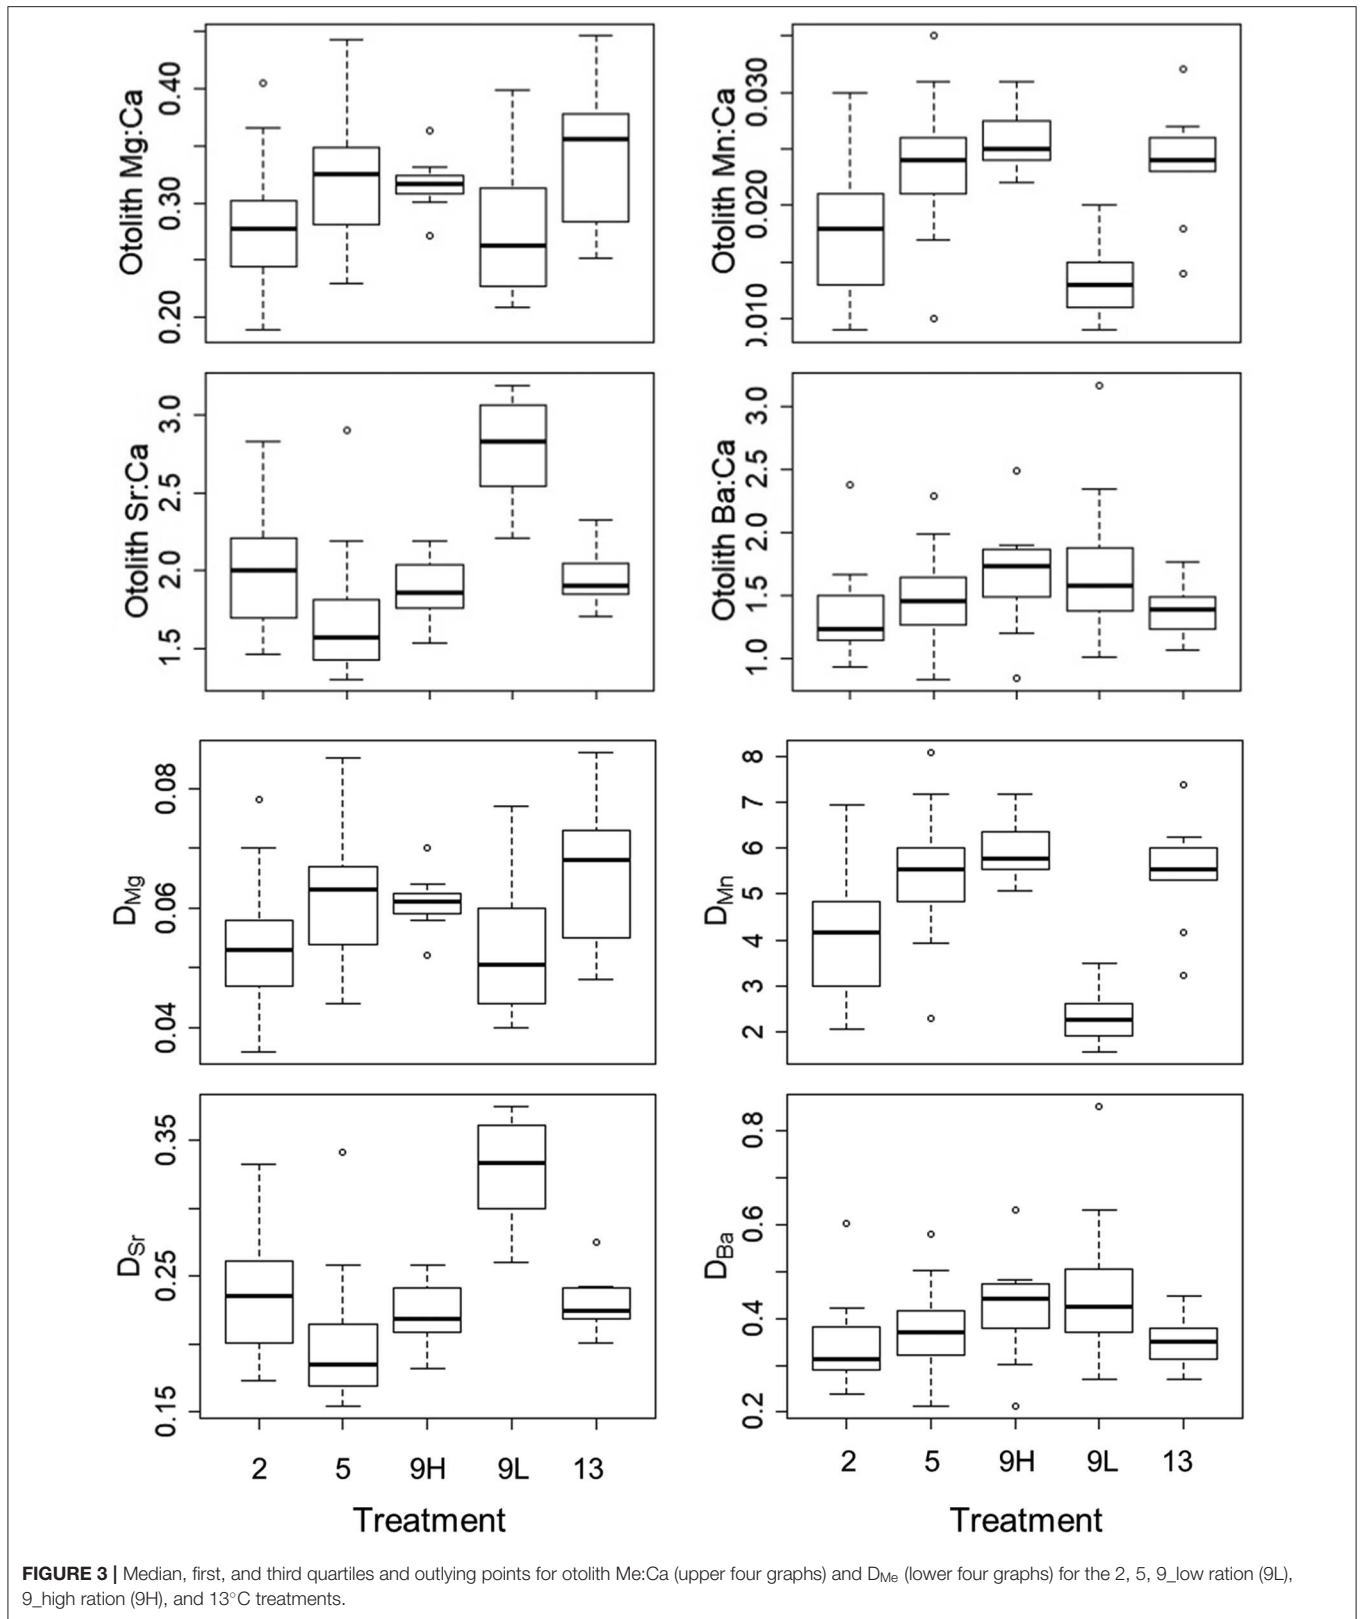 Otolith Mg:Ca
0.20 0.30 0.40
Otolith Mn:Ca
0.010 0.020 0.030
Otolith Sr:Ca
1.5 2.0 2.5 3.0
Otolith Ba:Ca
1.0 1.5 2.0 2.5 3.0
DMg
0.04 0.06 0.08
DMn
2 3 4 5 6 7 8
DSr
0.15 0.25 0.35
DBa
0.2 0.4 0.6 0.8
2 5 9H 9L 13
Treatment
2 5 9H 9L 13
Treatment
FIGURE 3 | Median, first, and third quartiles and outlying points for otolith Me:Ca (upper four graphs) and DMe (lower four graphs) for the 2, 5, 9_low ration (9L),
9_high ration (9H), and 13°C treatments.